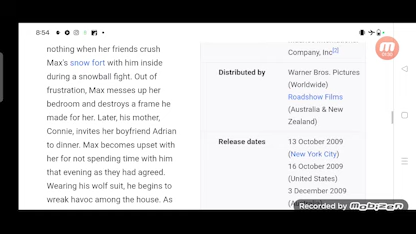 8:54
nothing when her friends crush
Max's snow fort with him inside
during a snowball fight. Out of
frustration, Max messes up her
bedroom and destroys a frame he
made for her. Later, his mother,
Connie, invites her boyfriend Adrian
to dinner. Max becomes upset with
her for not spending time with him
that evening as they had agreed.
Wearing his wolf suit, he begins to
wreak havoc among the house. As
Company, Inc[2]
Distributed by
Warner Bros. Pictures
(Worldwide)
Roadshow Films
(Australia & New
Zealand)
Release dates
13 October 2009
(New York City)
16 October 2009
(United States)
3 December 2009
Recorded by Mobizen